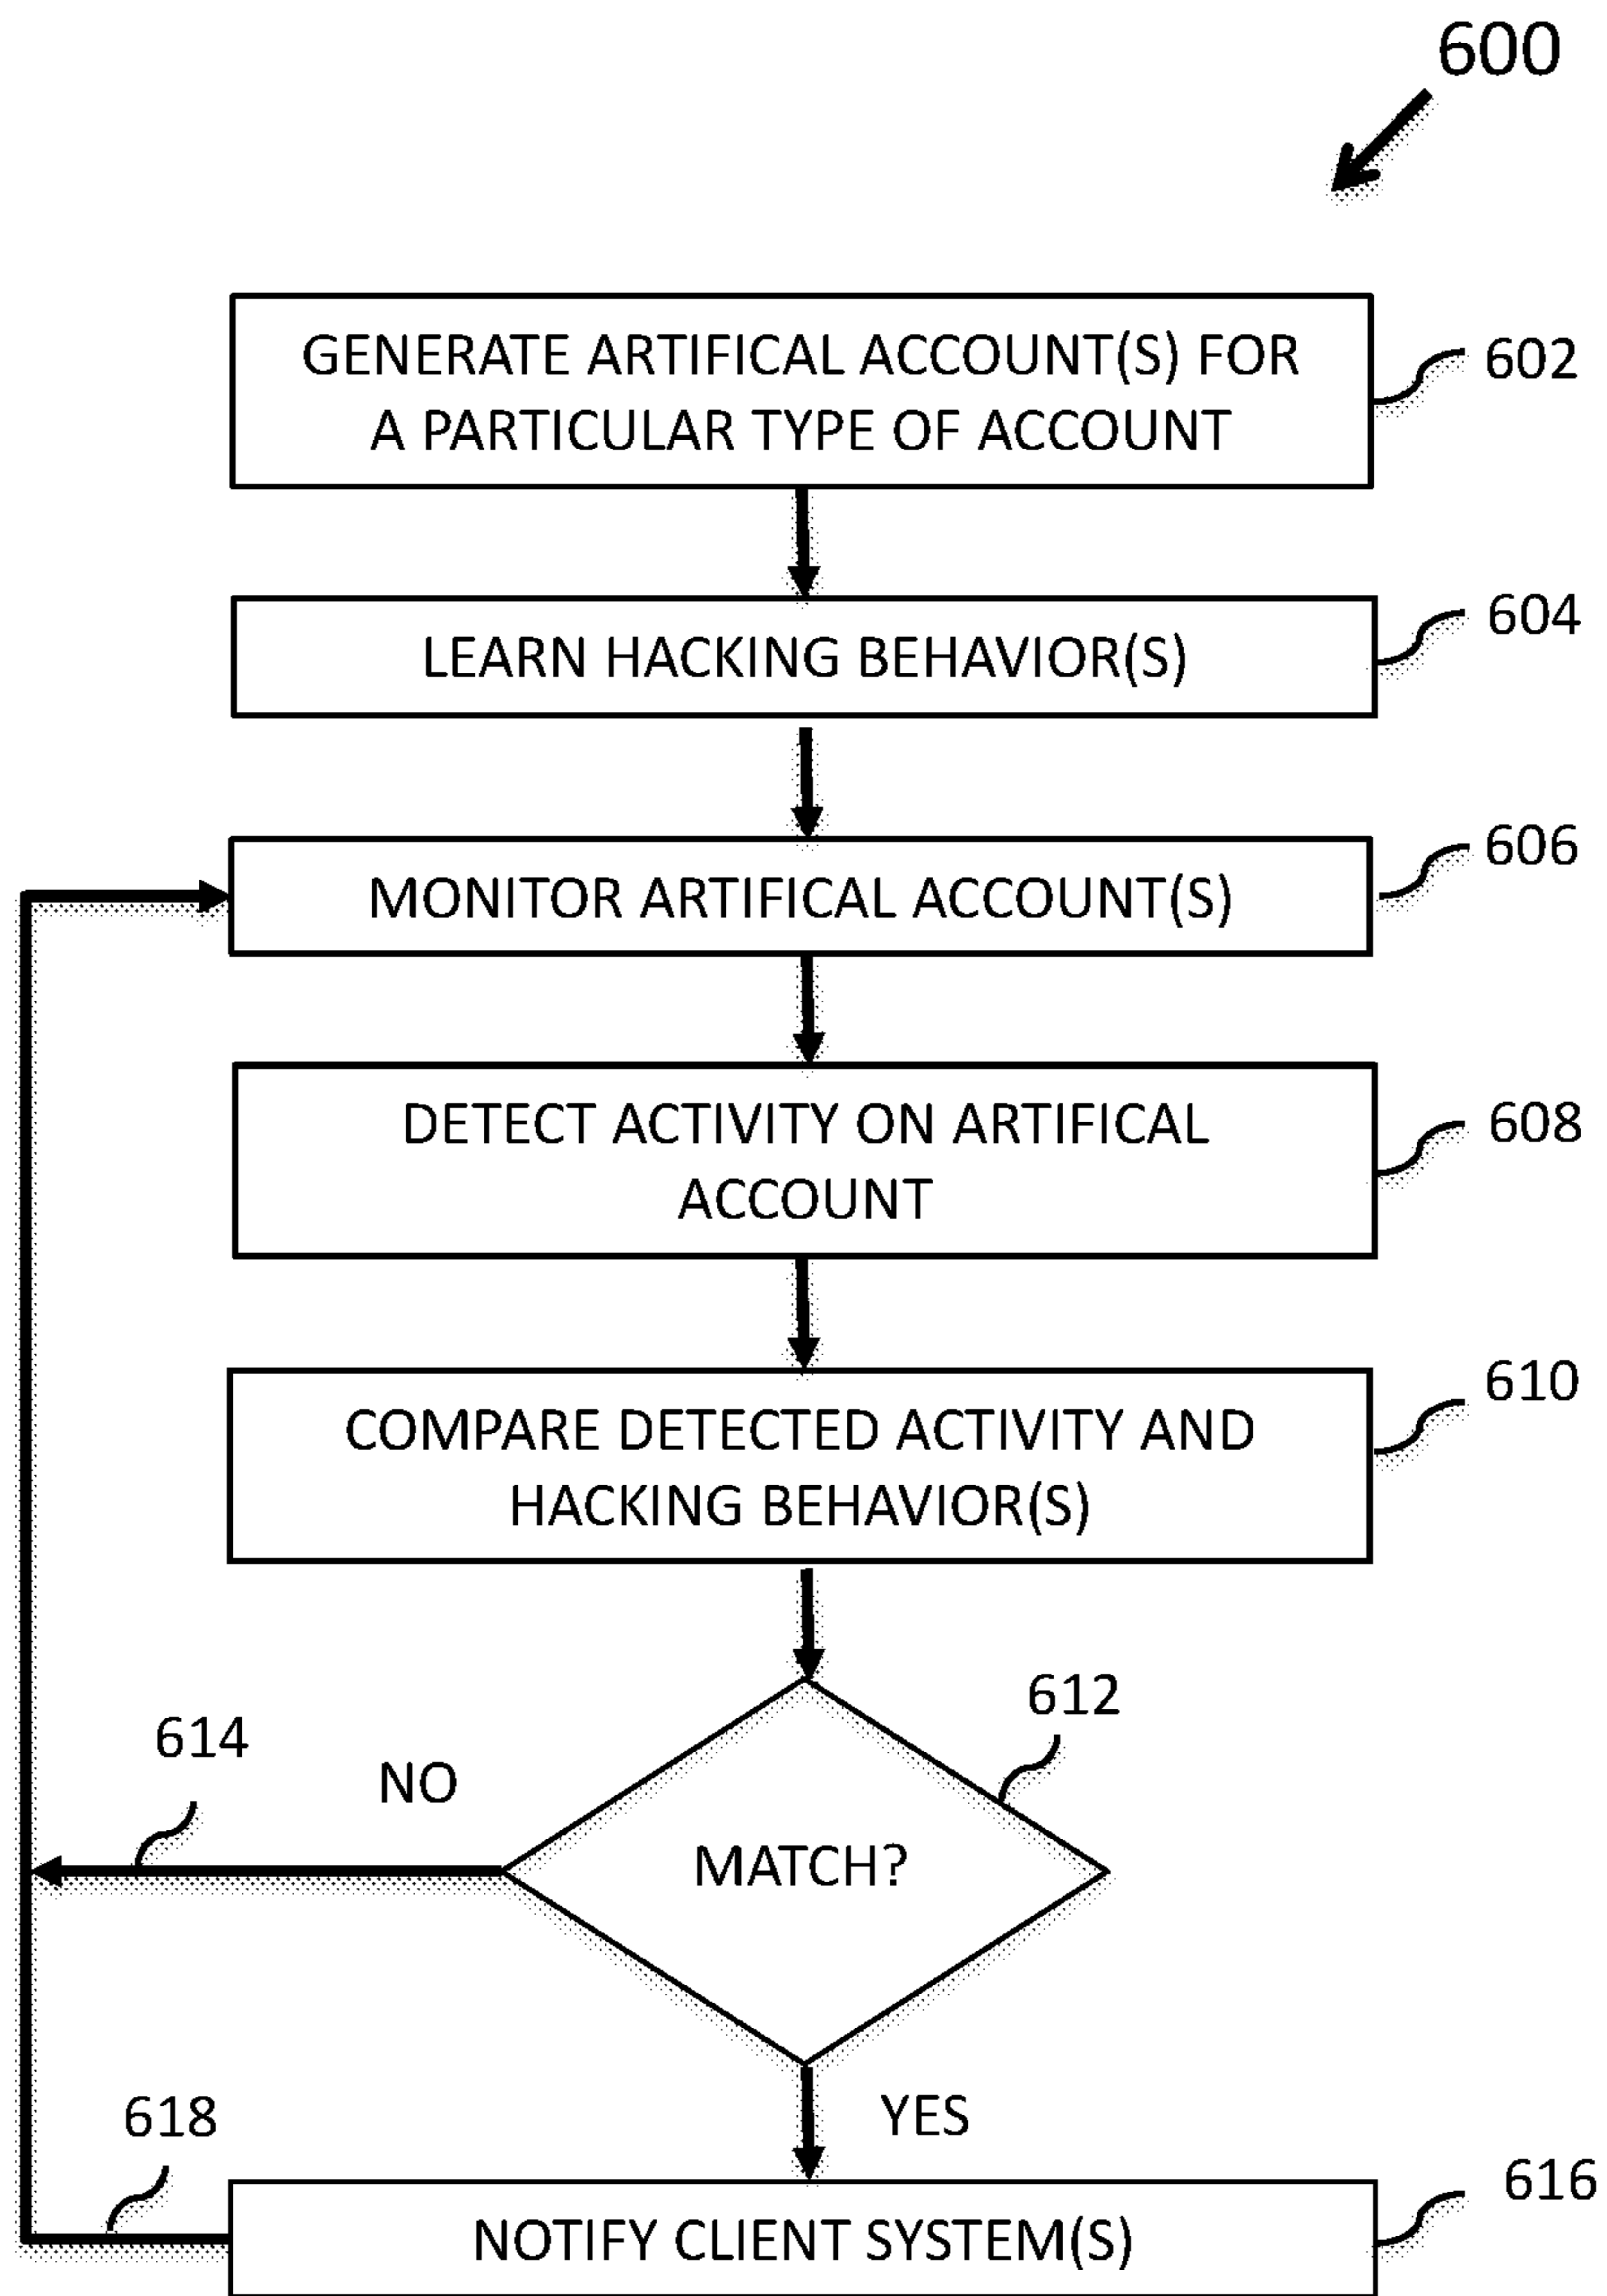 600
GENERATE ARTIFICAL ACCOUNT(S) FOR
A PARTICULAR TYPE OF ACCOUNT
602
LEARN HACKING BEHAVIOR(S)
604
MONITOR ARTIFICAL ACCOUNT(S)
606
DETECT ACTIVITY ON ARTIFICAL
ACCOUNT
608
COMPARE DETECTED ACTIVITY AND
HACKING BEHAVIOR(S)
610
612
614
NO
MATCH?
YES
618
NOTIFY CLIENT SYSTEM(S)
616